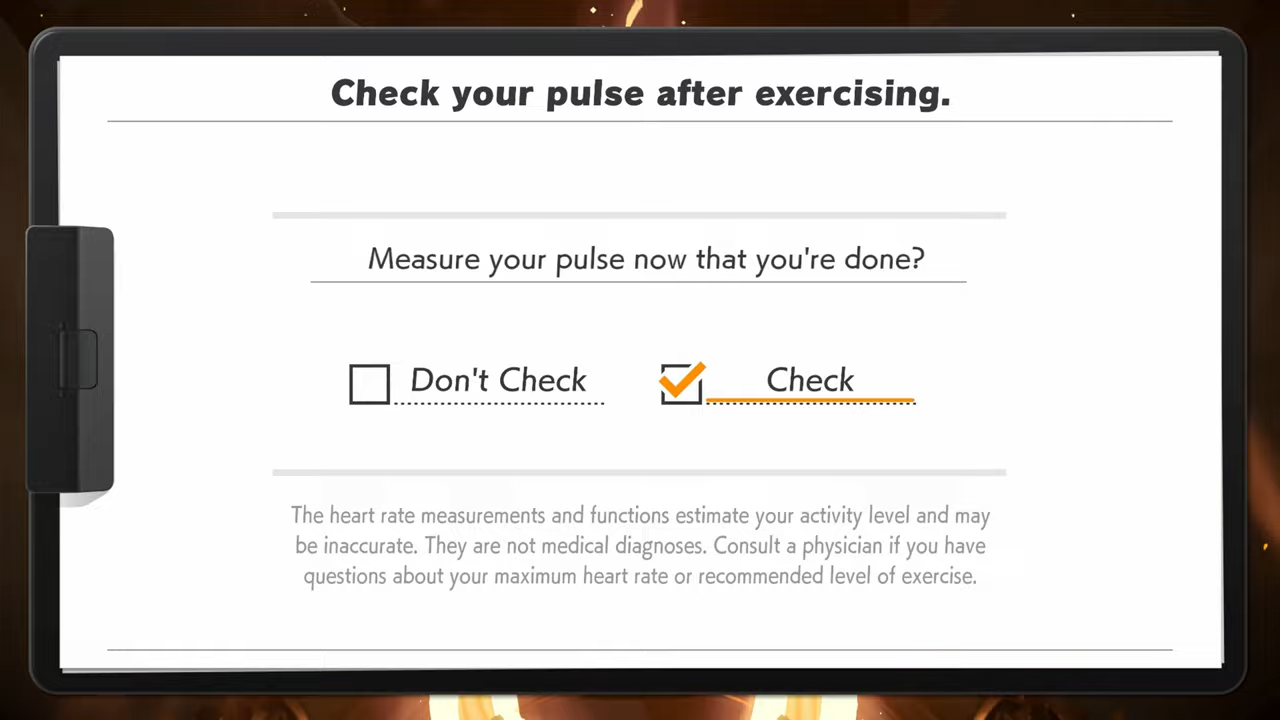 Check your pulse after exercising.
Measure your pulse now that you're done?
Don't Check
Check
The heart rate measurements and functions estimate your activity level and may
be inaccurate. They are not medical diagnoses. Consult a physician if you have
questions about your maximum heart rate or recommended level of exercise.